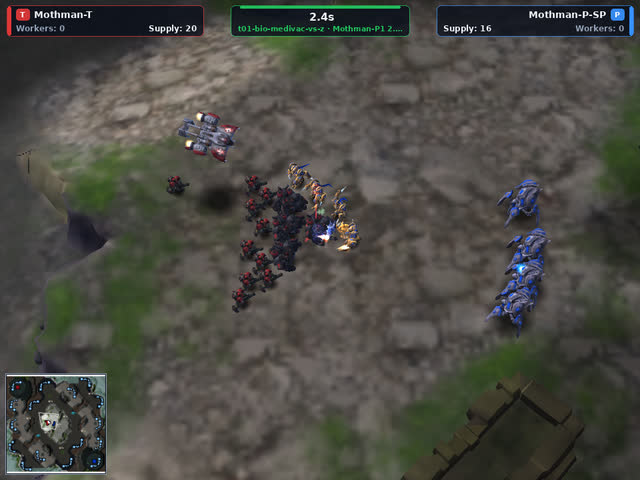 T Mothman-T
Workers: 0 Supply: 20
2.4s
t01-bio-medivac-vs-z · Mothman-P1 2....
Mothman-P-SP P
Supply: 16 Workers: 0